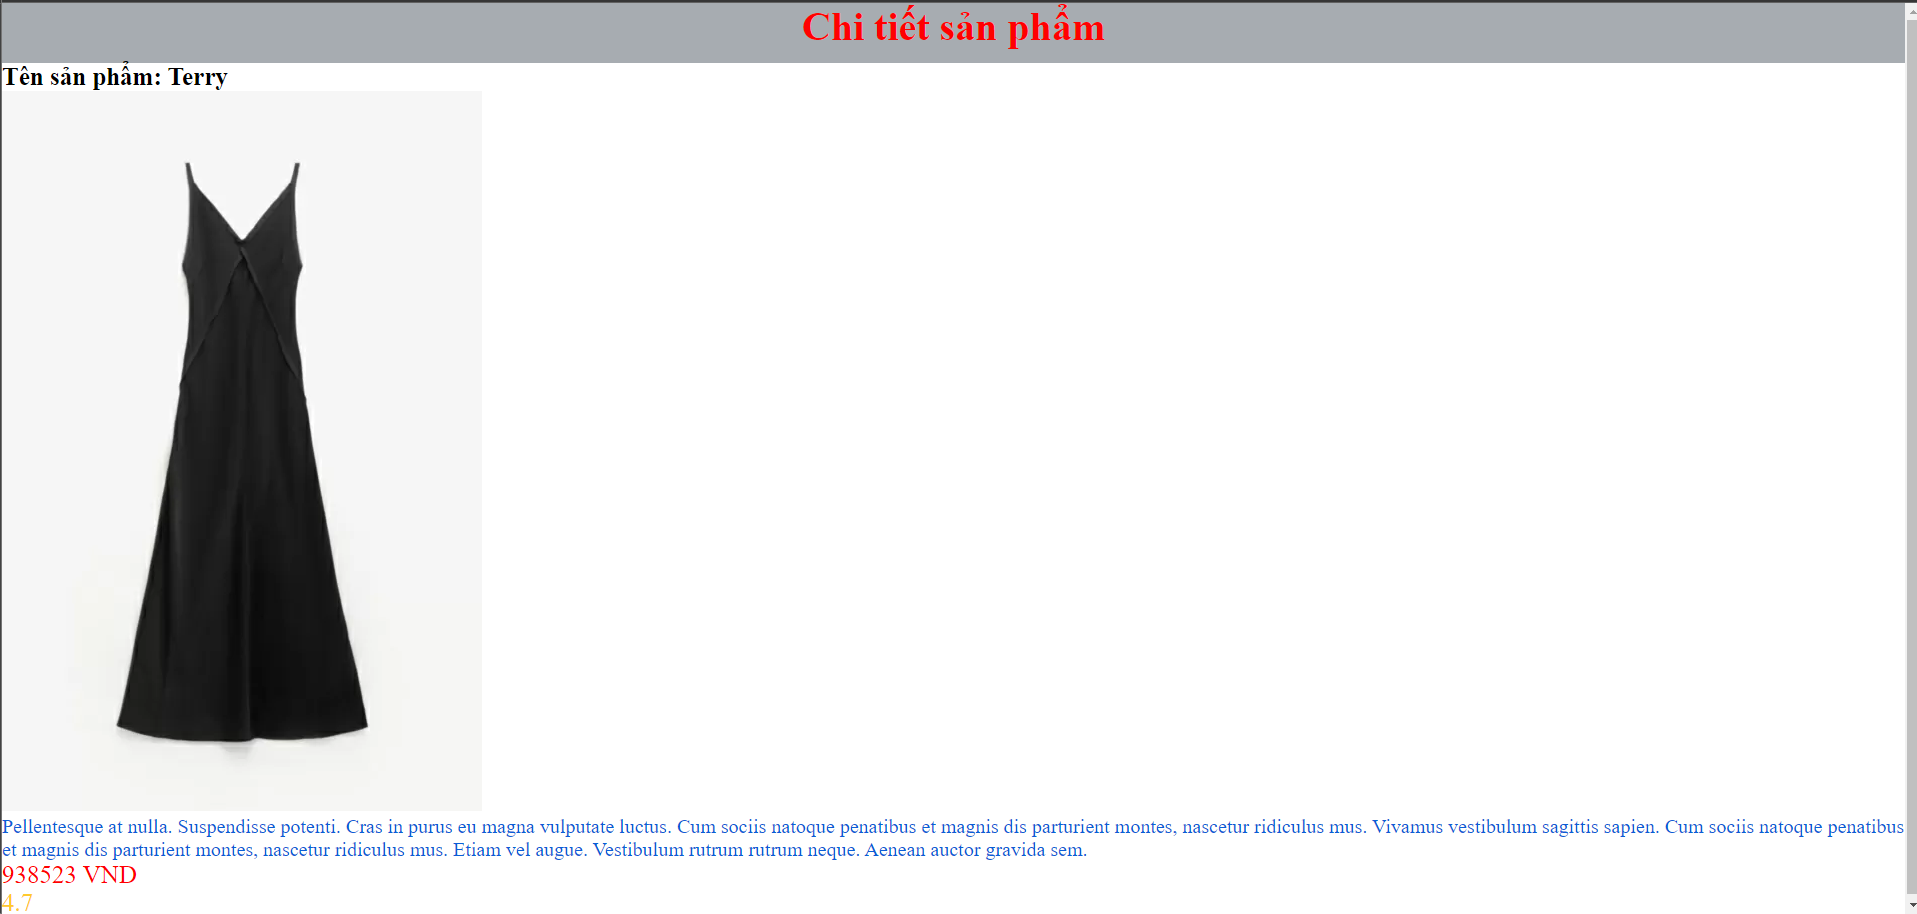 Chi tiết sản phẩm
Tên sản phẩm: Terry
Pellentesque at nulla. Suspendisse potenti. Cras in purus eu magna vulputate luctus. Cum sociis natoque penatibus et magnis dis parturient montes, nascetur ridiculus mus. Vivamus vestibulum sagittis sapien. Cum sociis natoque penatibus
et magnis dis parturient montes, nascetur ridiculus mus. Etiam vel augue. Vestibulum rutrum rutrum neque. Aenean auctor gravida sem.
938523 VND
4.7